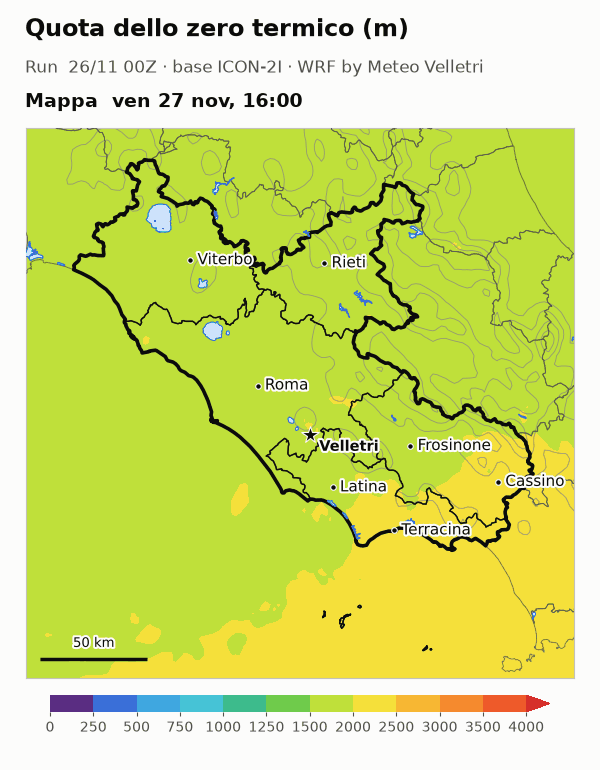 Quota dello zero termico (m)
Run  26/11 00Z · base ICON-2I · WRF by Meteo Velletri
Mappa  ven 27 nov, 16:00
Viterbo
Rieti
Roma
Velletri
Frosinone
Latina
Cassino
Terracina
50 km
0 250 500 750 1000 1250 1500 2000 2500 3000 3500 4000